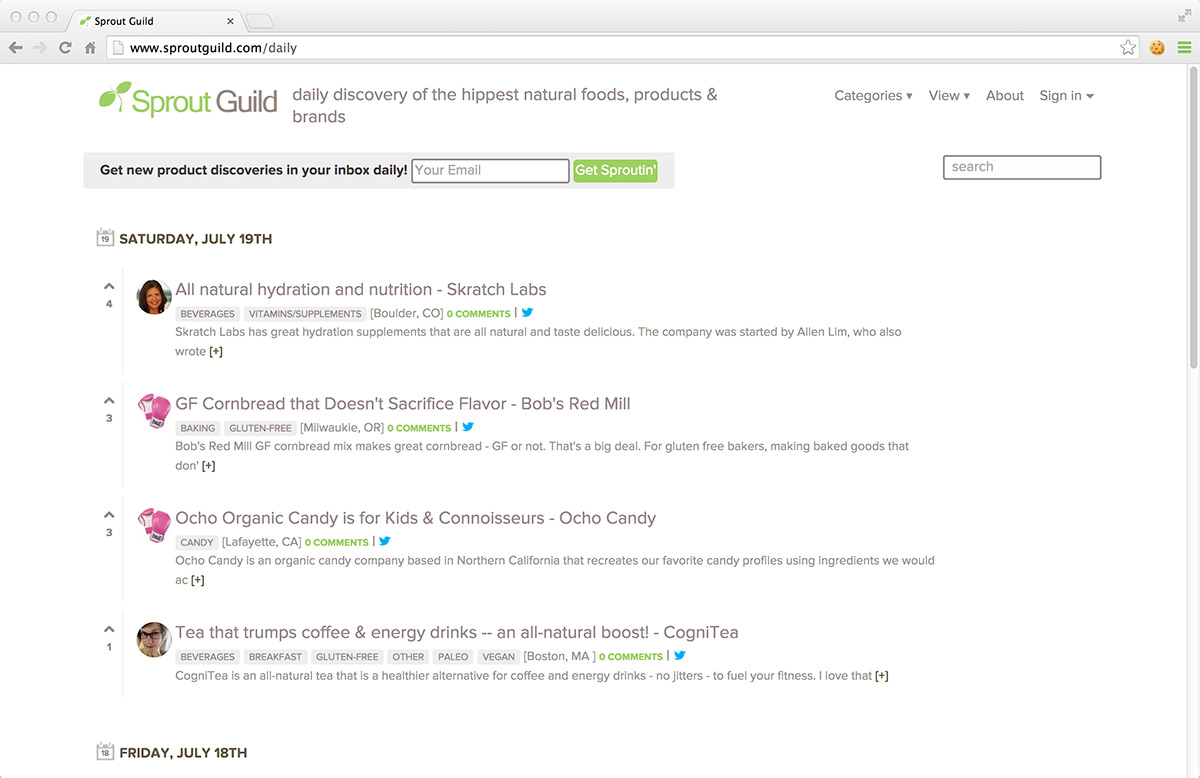 Sprout Guild
www.sproutguild.com/daily
Sprout Guild
daily discovery of the hippest natural foods, products &
brands
Categories ▾ View ▾ About Sign in ▾
Get new product discoveries in your inbox daily! Your Email Get Sproutin'
search
19 SATURDAY, JULY 19TH
4
All natural hydration and nutrition - Skratch Labs
BEVERAGES VITAMINS/SUPPLEMENTS [Boulder, CO] 0 COMMENTS |
Skratch Labs has great hydration supplements that are all natural and taste delicious. The company was started by Allen Lim, who also
wrote [+]
3
GF Cornbread that Doesn't Sacrifice Flavor - Bob's Red Mill
BAKING GLUTEN-FREE [Milwaukie, OR] 0 COMMENTS |
Bob's Red Mill GF cornbread mix makes great cornbread - GF or not. That's a big deal. For gluten free bakers, making baked goods that
don' [+]
3
Ocho Organic Candy is for Kids & Connoisseurs - Ocho Candy
CANDY [Lafayette, CA] 0 COMMENTS |
Ocho Candy is an organic candy company based in Northern California that recreates our favorite candy profiles using ingredients we would
ac [+]
1
Tea that trumps coffee & energy drinks -- an all-natural boost! - CogniTea
BEVERAGES BREAKFAST GLUTEN-FREE OTHER PALEO VEGAN [Boston, MA ] 0 COMMENTS |
CogniTea is an all-natural tea that is a healthier alternative for coffee and energy drinks - no jitters - to fuel your fitness. I love that [+]
18 FRIDAY, JULY 18TH